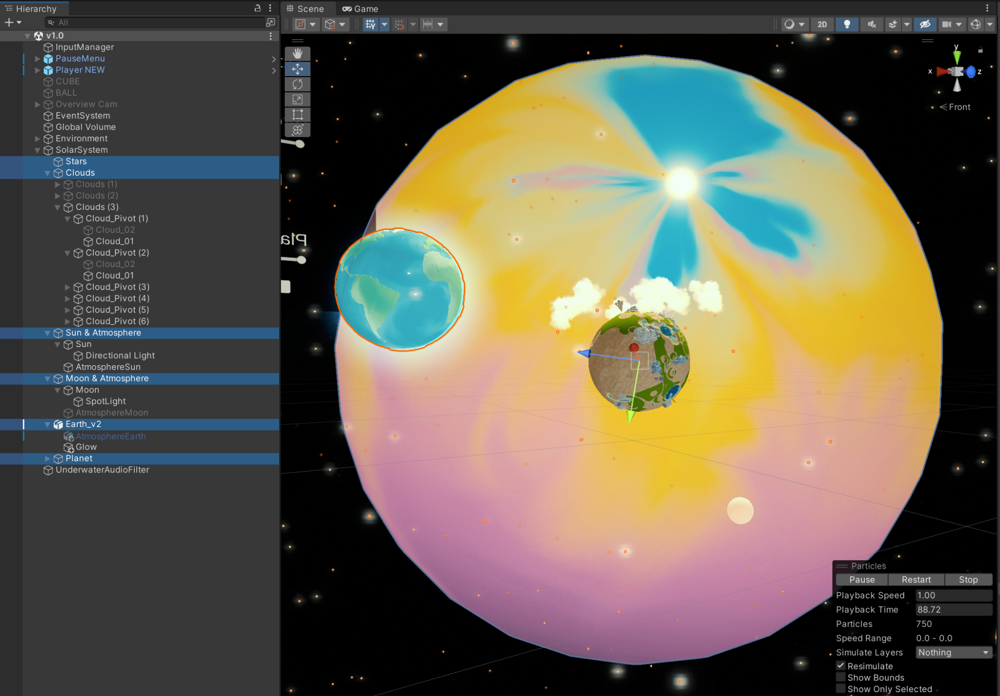 Hierarchy
All
v1.0
InputManager
PauseMenu
Player NEW
CUBE
BALL
Overview Cam
EventSystem
Global Volume
Environment
SolarSystem
Stars
Clouds
Clouds (1)
Clouds (2)
Clouds (3)
Cloud_Pivot (1)
Cloud_02
Cloud_01
Cloud_Pivot (2)
Cloud_02
Cloud_01
Cloud_Pivot (3)
Cloud_Pivot (4)
Cloud_Pivot (5)
Cloud_Pivot (6)
Sun & Atmosphere
Sun
Directional Light
AtmosphereSun
Moon & Atmosphere
Moon
SpotLight
AtmosphereMoon
Earth_v2
AtmosphereEarth
Glow
Planet
UnderwaterAudioFilter
Scene
Game
2D
y
x
z
Front
Pla
Particles
Pause Restart Stop
Playback Speed 1.00
Playback Time 88.72
Particles 750
Speed Range 0.0 - 0.0
Simulate Layers Nothing
Resimulate
Show Bounds
Show Only Selected